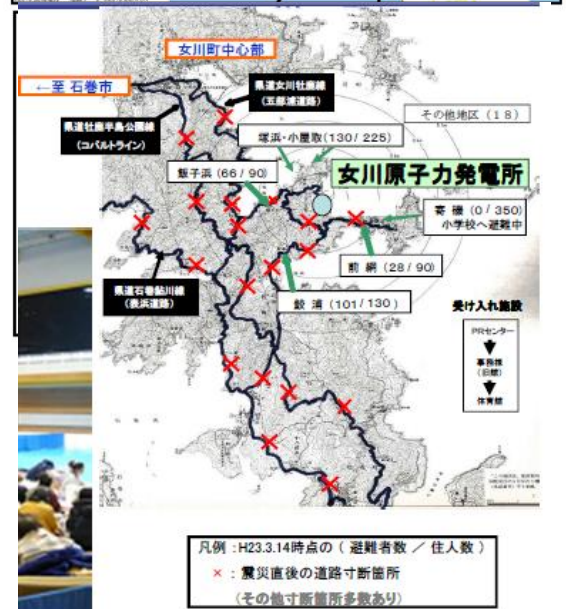 女川町中心部
←至 石巻市
県道女川牡鹿線
(五部浦道路)
その他地区(18)
県道牡鹿半島公園線
(コバルトライン)
塚浜・小屋取(130/225)
飯子浜(66/90)
女川原子力発電所
寄磯(0/350)
小学校へ避難中
前網(28/90)
県道石巻鮎川線
(表浜道路)
鮫浦(101/130)
受け入れ施設
PRセンター
事務棟
(旧館)
体育館
凡例:H23.3.14時点の(避難者数/住人数)
×:震災直後の道路寸断箇所
(その他寸断箇所多数あり)